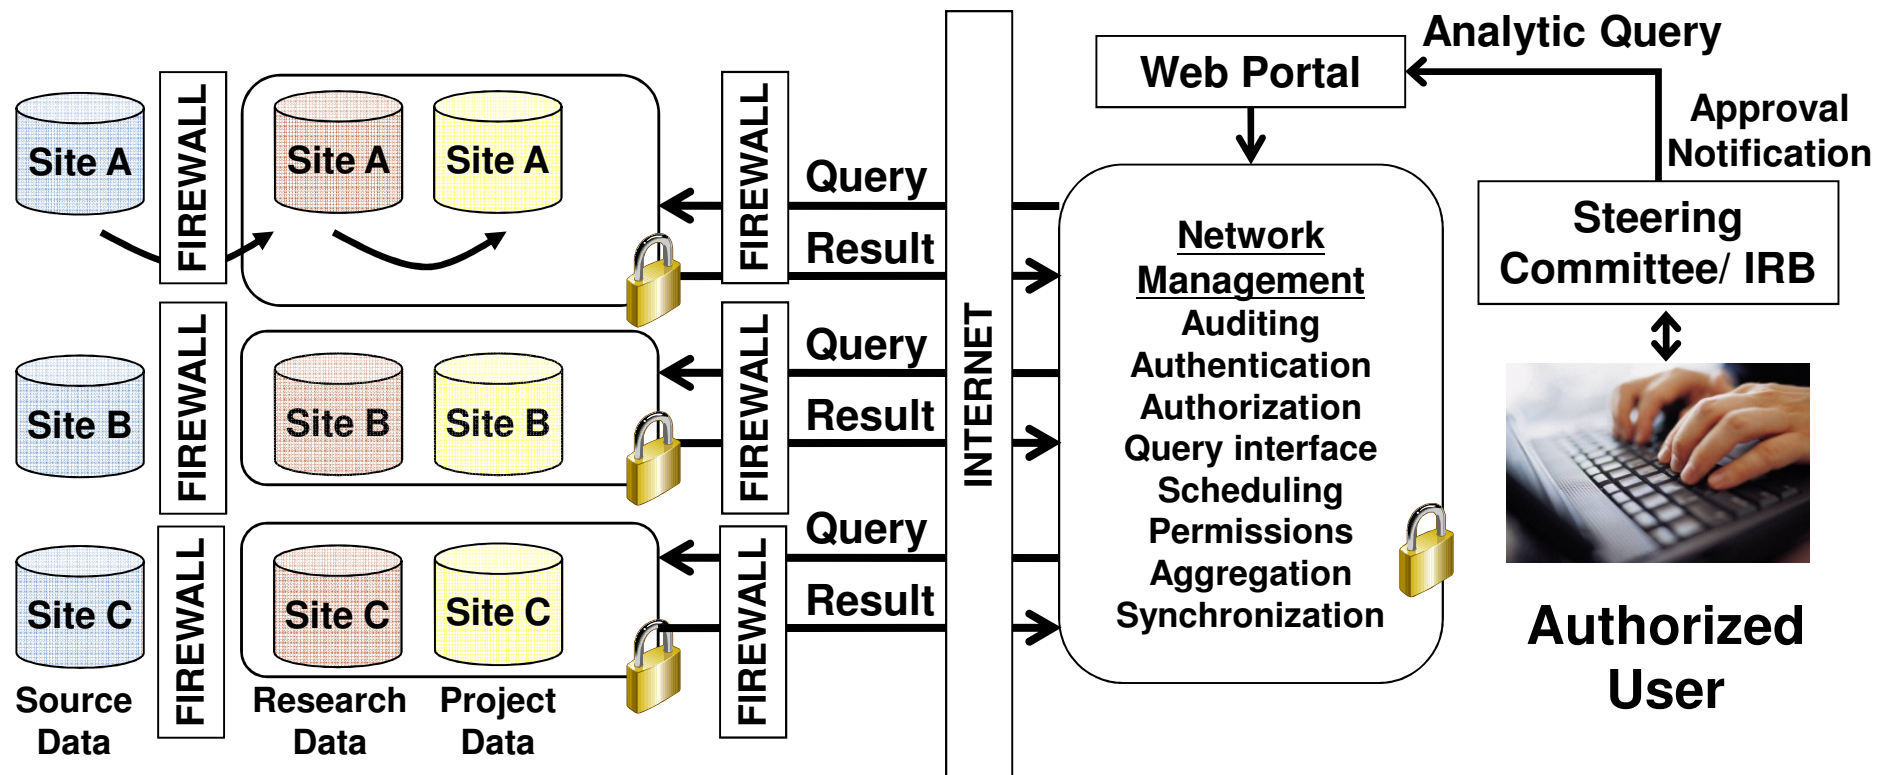 Analytic Query
Web Portal
Approval
Notification
Steering
Committee/ IRB
Authorized
User
Site A
FIREWALL
Site A
Site A
FIREWALL
Query
Result
Site B
FIREWALL
Site B
Site B
FIREWALL
Query
Result
Site C
FIREWALL
Site C
Site C
FIREWALL
Query
Result
Source
Data
Research
Data
Project
Data
INTERNET
Network
Management
Auditing
Authentication
Authorization
Query interface
Scheduling
Permissions
Aggregation
Synchronization